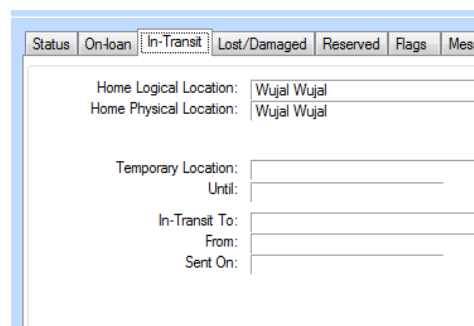 Status On-loan In-Transit Lost/Damaged Reserved Flags Mes
Home Logical Location: Wujal Wujal
Home Physical Location: Wujal Wujal
Temporary Location:
Until:
In-Transit To:
From:
Sent On: